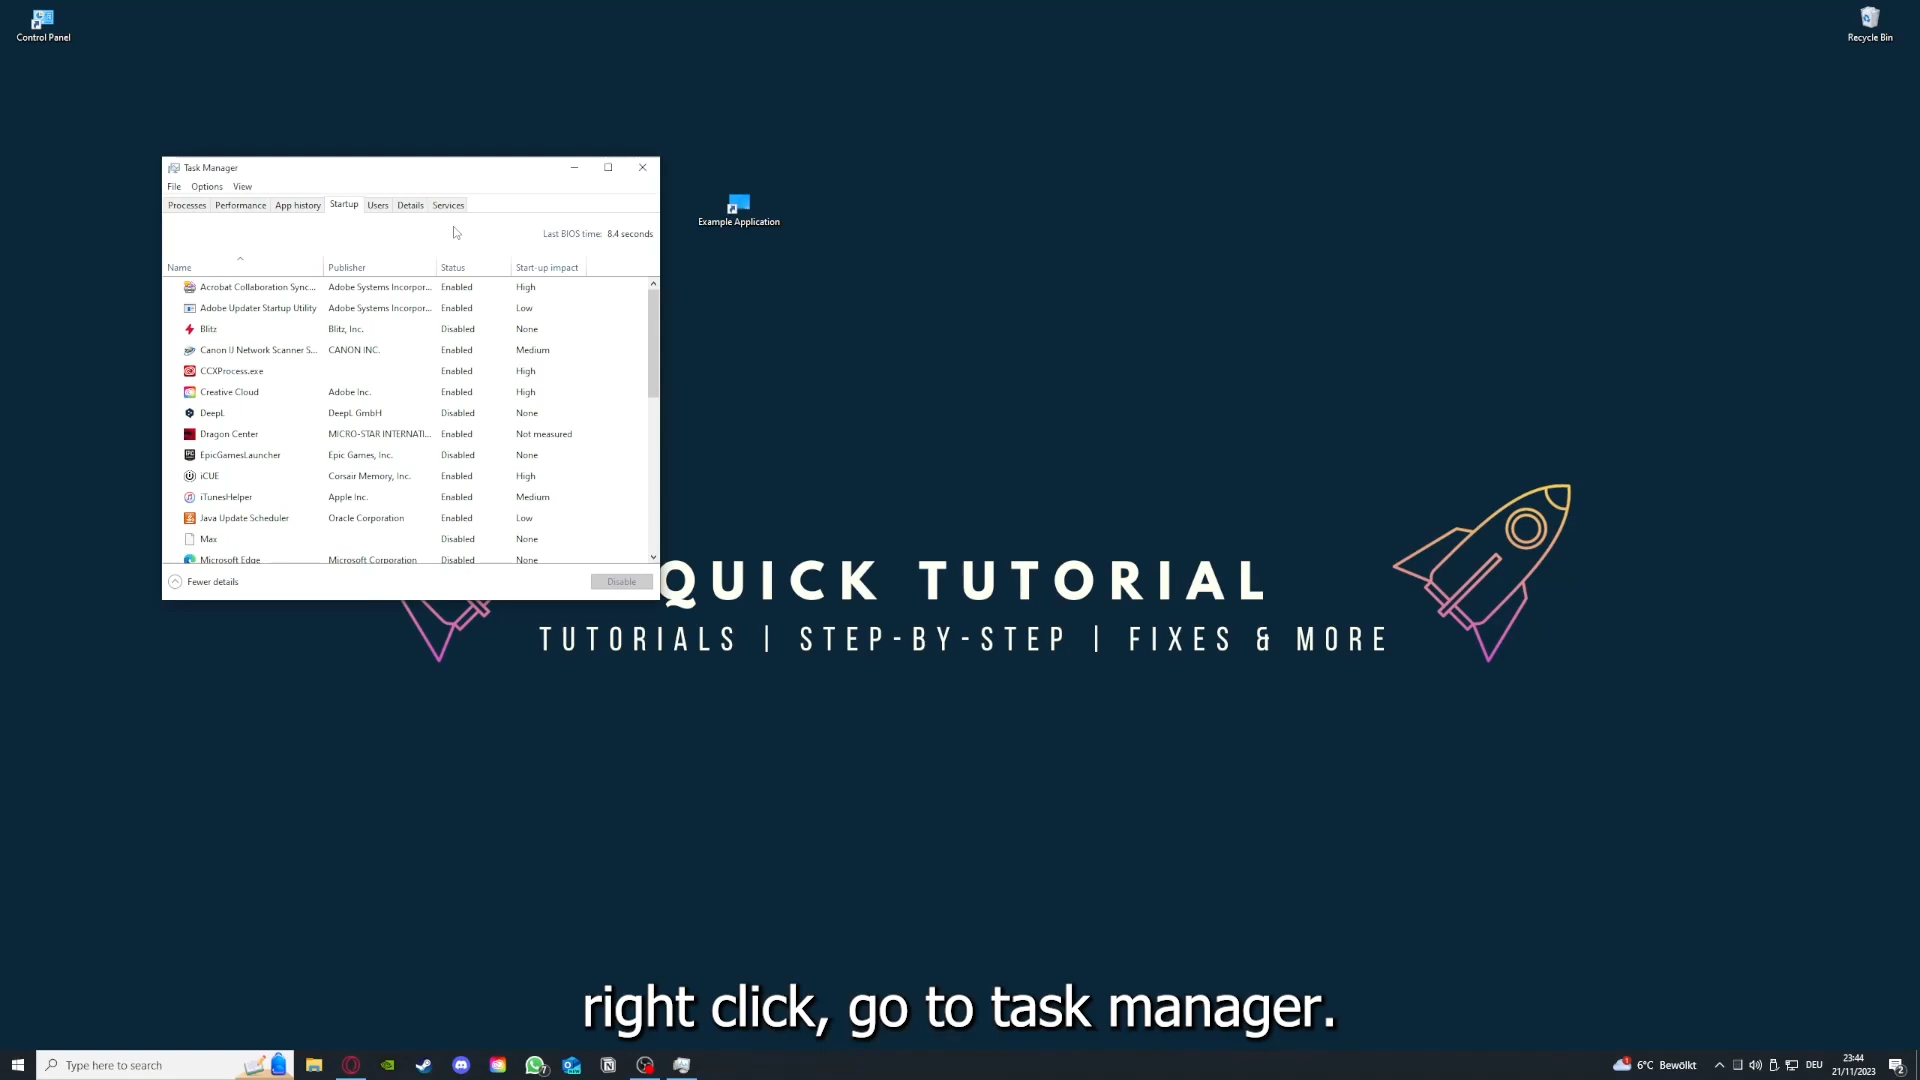 Control Panel
Recycle Bin
Task Manager
File Options View
Processes Performance App history Startup Users Details Services
Example Application
Last BIOS time: 8.4 seconds
Name Publisher Status Start-up impact
Acrobat Collaboration Sync... Adobe Systems Incorpor... Enabled High
Adobe Updater Startup Utility Adobe Systems Incorpor... Enabled Low
Blitz Blitz, Inc. Disabled None
Canon IJ Network Scanner S... CANON INC. Enabled Medium
CCXProcess.exe Enabled High
Creative Cloud Adobe Inc. Enabled High
DeepL DeepL GmbH Disabled None
Dragon Center MICRO-STAR INTERNATI... Enabled Not measured
EpicGamesLauncher Epic Games, Inc. Disabled None
iCUE Corsair Memory, Inc. Enabled High
iTunesHelper Apple Inc. Enabled Medium
Java Update Scheduler Oracle Corporation Enabled Low
Max Disabled None
Microsoft Edge Microsoft Corporation Disabled None
Fewer details Disable
QUICK TUTORIAL
TUTORIALS | STEP-BY-STEP | FIXES & MORE
right click, go to task manager.
Type here to search
7
1
6°C Bewölkt
DEU
23:44
21/11/2023
2